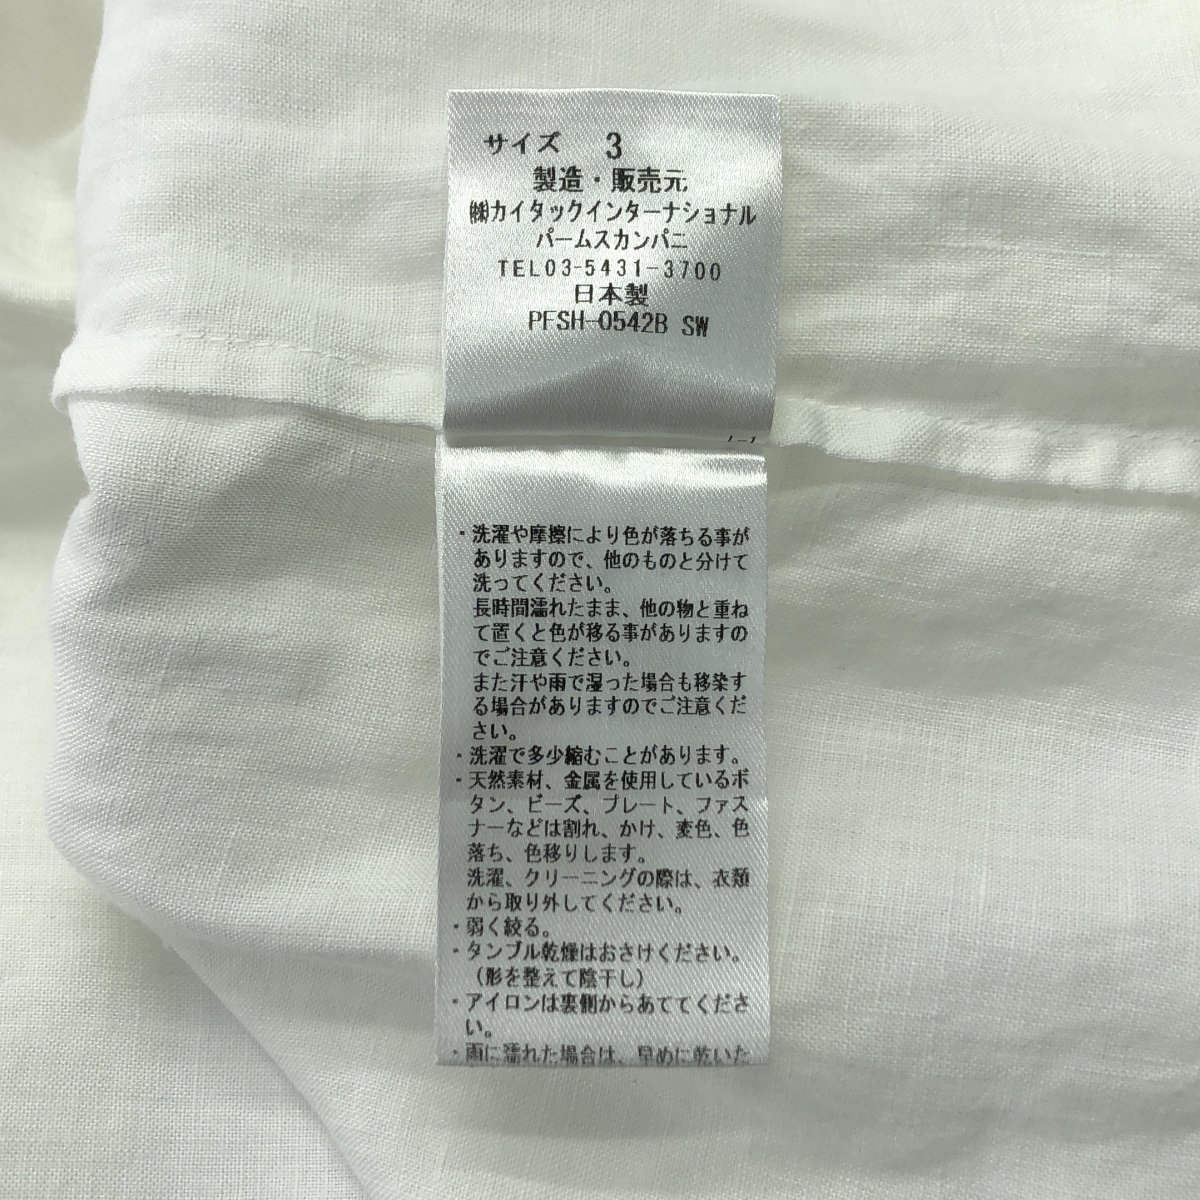 サイズ 3
製造・販売元
㈱カイタックインターナショナル
パームスカンパニ
TEL03-5431-3700
日本製
PFSH-0542B SW
・洗濯や摩擦により色が落ちる事が
ありますので、他のものと分けて
洗ってください。
長時間濡れたまま、他の物と重ね
て置くと色が移る事がありますの
でご注意ください。
また汗や雨で湿った場合も移染す
る場合がありますのでご注意くだ
さい。
・洗濯で多少縮むことがあります。
・天然素材、金属を使用しているボ
タン、ビーズ、プレート、ファス
ナーなどは割れ、かけ、変色、色
落ち、色移りします。
洗濯、クリーニングの際は、衣類
から取り外してください。
・弱く絞る。
・タンブル乾燥はおさけください。
（形を整えて陰干し）
・アイロンは裏側からあててくださ
い。
・雨に濡れた場合は、早めに乾いた